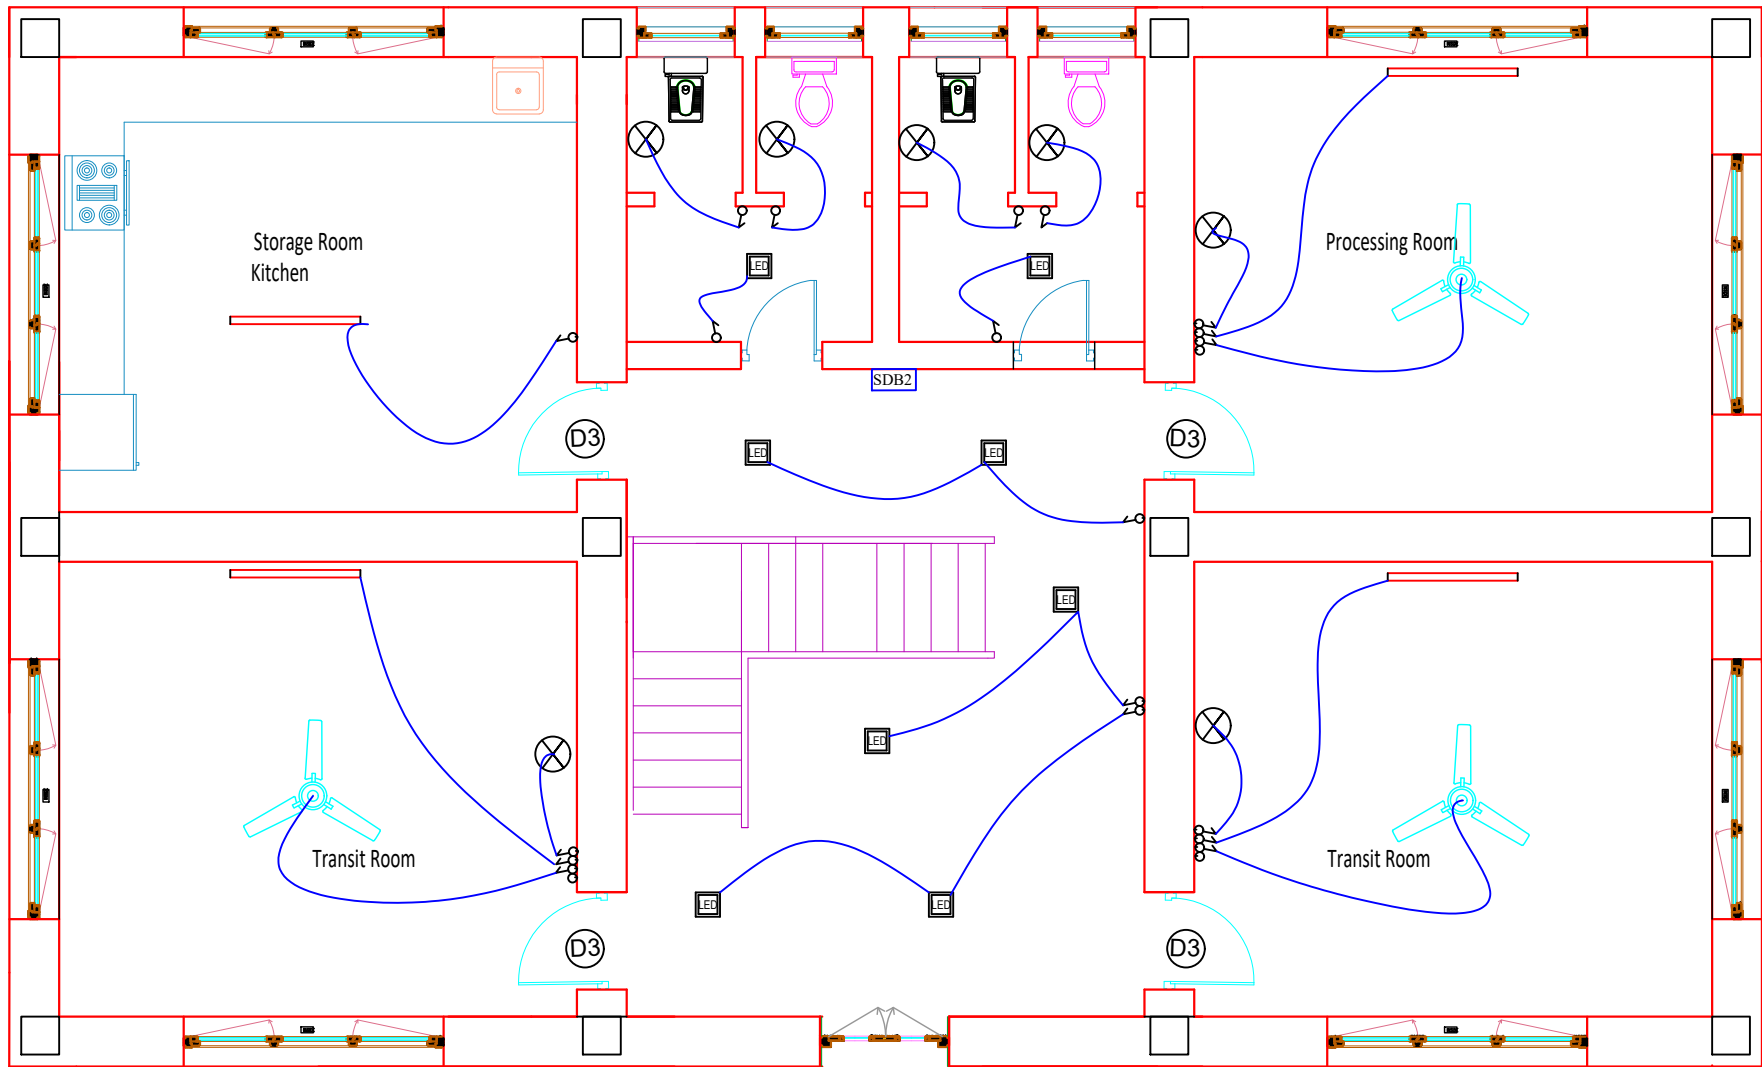 Storage Room
Kitchen
Processing Room
LED
LED
SDB2
D3
D3
LED
LED
LED
LED
Transit Room
Transit Room
LED
LED
D3
D3